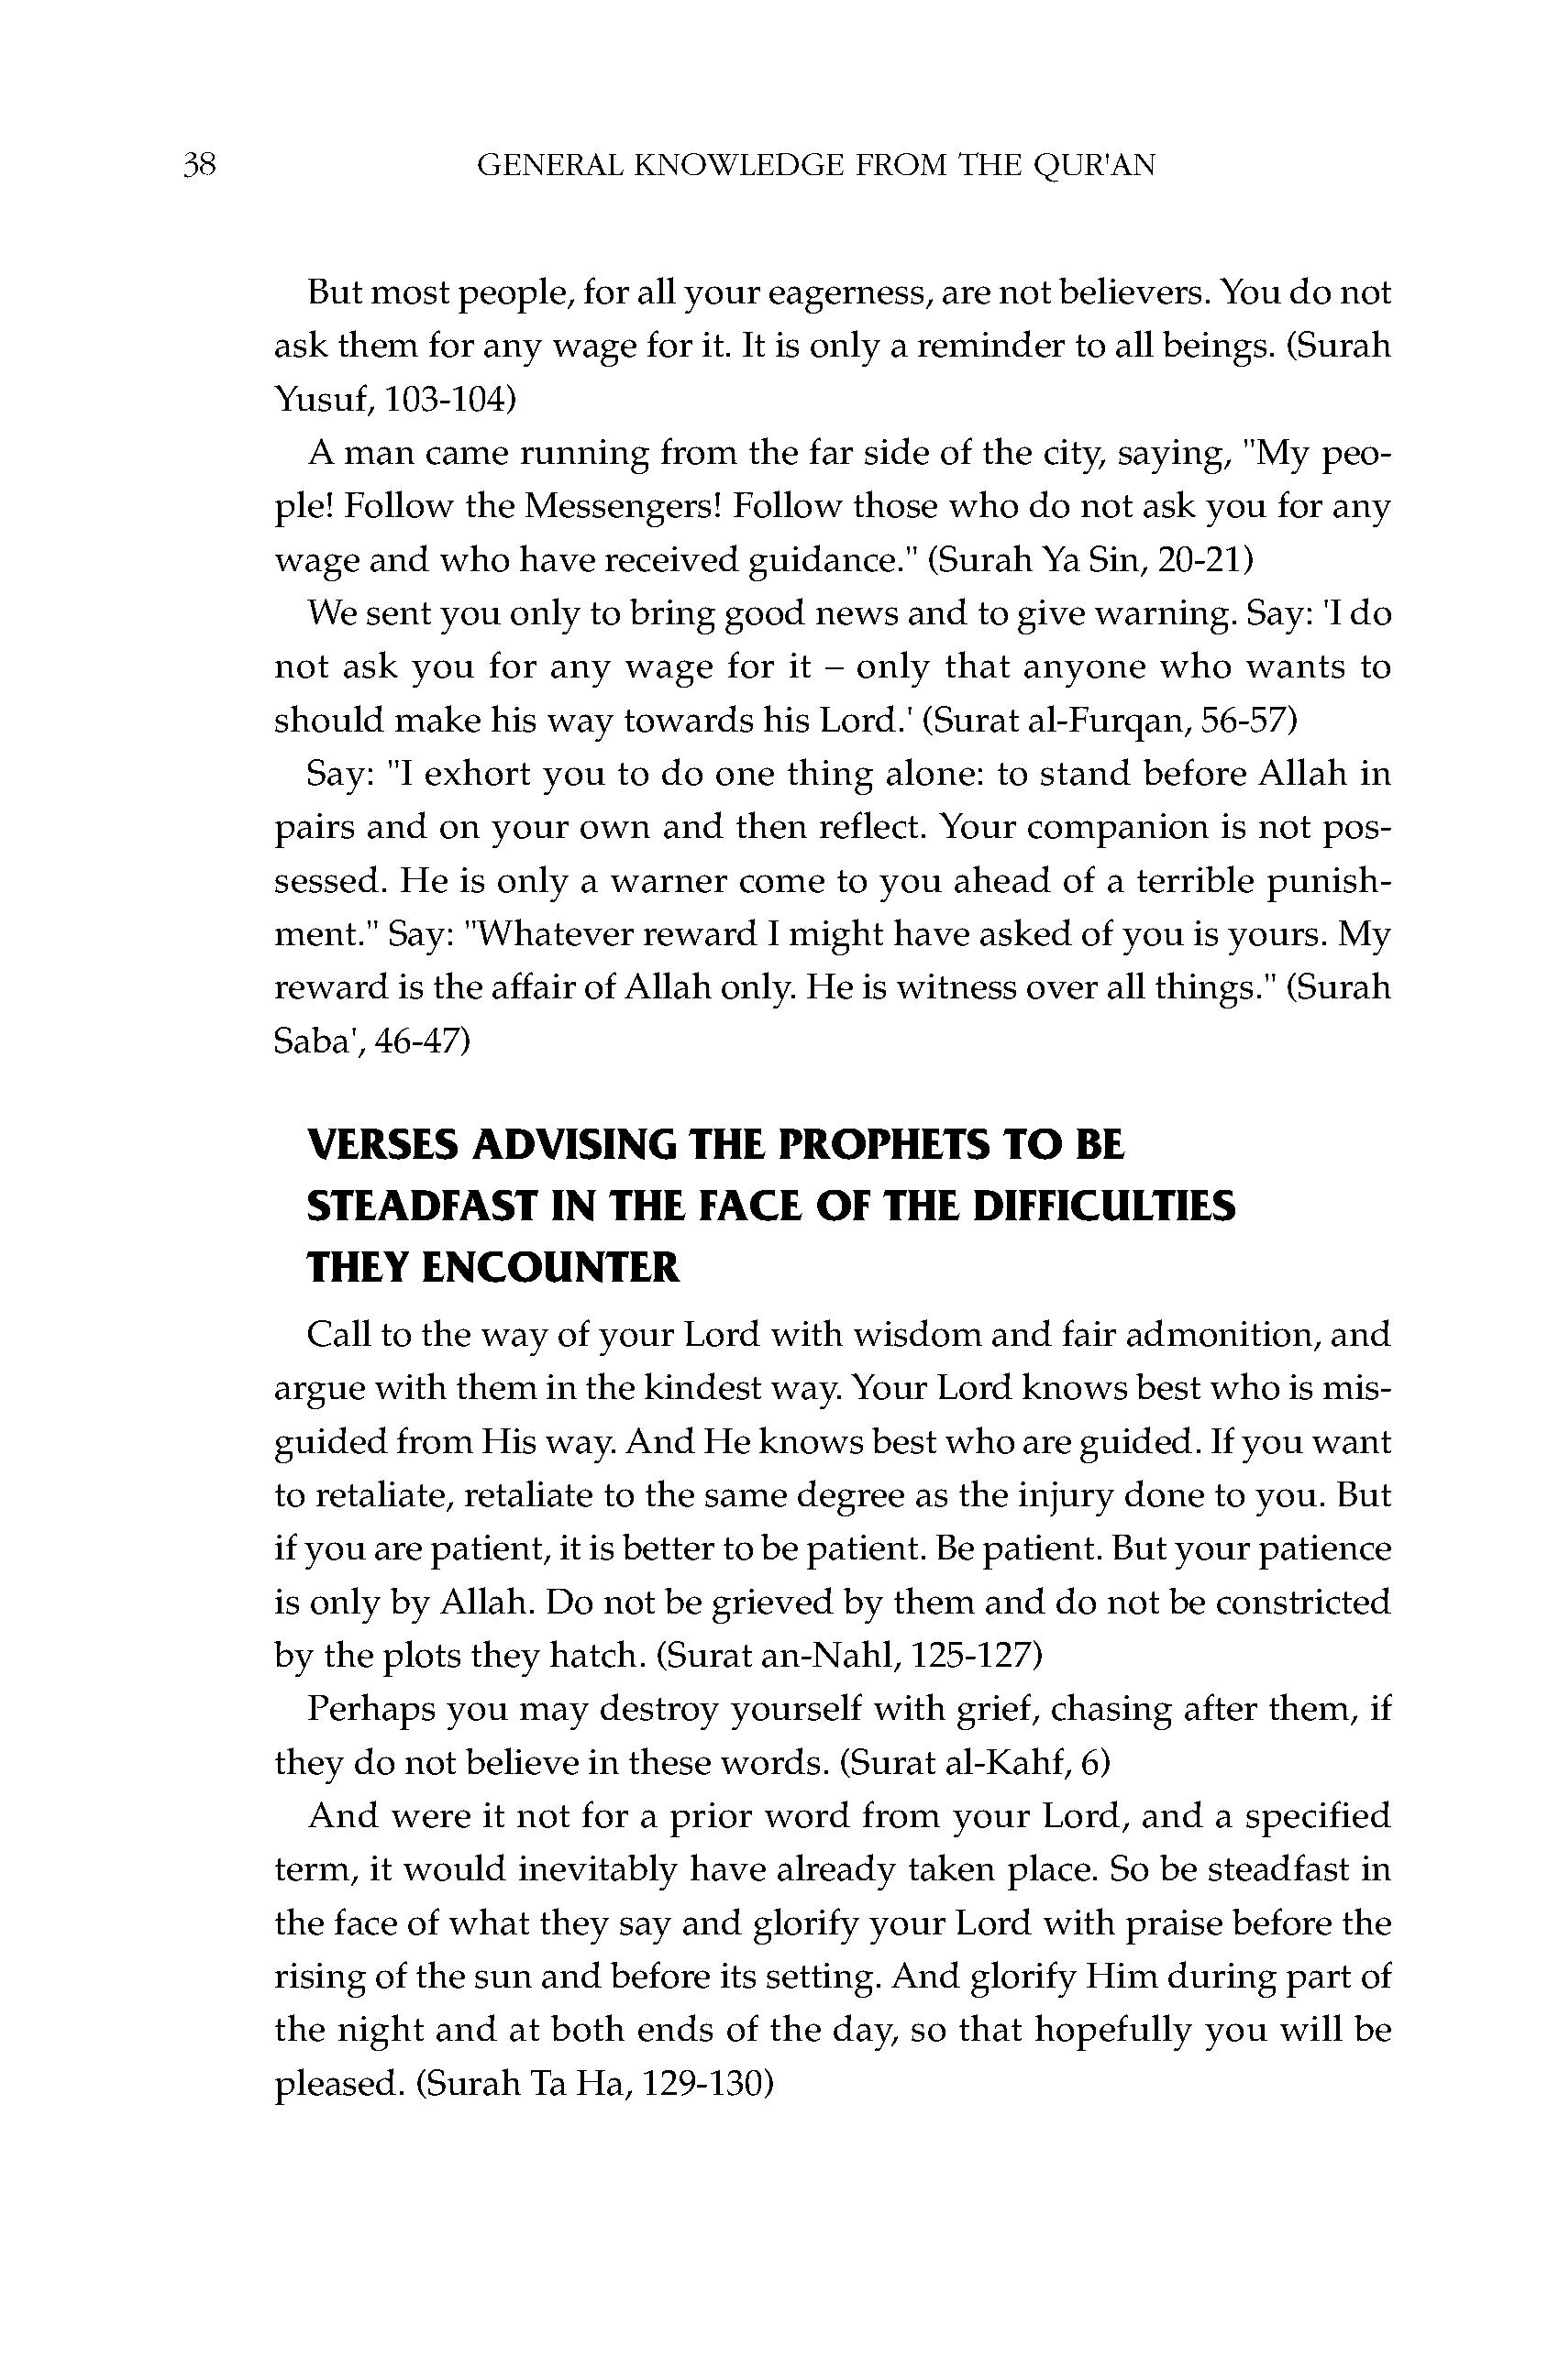 38 GENERAL KNOWLEDGE FROM THE QUR'AN
But most people, for all your eagerness, are not believers. You do not
ask them for any wage for it. It is only a reminder to all beings. (Surah
Yusuf, 103-104)
A man came running from the far side of the city, saying, "My peo-
ple! Follow the Messengers! Follow those who do not ask you for any
wage and who have received guidance." (Surah Ya Sin, 20-21)
We sent you only to bring good news and to give warning. Say: 'I do
not ask you for any wage for it – only that anyone who wants to
should make his way towards his Lord.' (Surat al-Furqan, 56-57)
Say: "I exhort you to do one thing alone: to stand before Allah in
pairs and on your own and then reflect. Your companion is not pos-
sessed. He is only a warner come to you ahead of a terrible punish-
ment." Say: "Whatever reward I might have asked of you is yours. My
reward is the affair of Allah only. He is witness over all things." (Surah
Saba', 46-47)
VERSES ADVISING THE PROPHETS TO BE
STEADFAST IN THE FACE OF THE DIFFICULTIES
THEY ENCOUNTER
Call to the way of your Lord with wisdom and fair admonition, and
argue with them in the kindest way. Your Lord knows best who is mis-
guided from His way. And He knows best who are guided. If you want
to retaliate, retaliate to the same degree as the injury done to you. But
if you are patient, it is better to be patient. Be patient. But your patience
is only by Allah. Do not be grieved by them and do not be constricted
by the plots they hatch. (Surat an-Nahl, 125-127)
Perhaps you may destroy yourself with grief, chasing after them, if
they do not believe in these words. (Surat al-Kahf, 6)
And were it not for a prior word from your Lord, and a specified
term, it would inevitably have already taken place. So be steadfast in
the face of what they say and glorify your Lord with praise before the
rising of the sun and before its setting. And glorify Him during part of
the night and at both ends of the day, so that hopefully you will be
pleased. (Surah Ta Ha, 129-130)